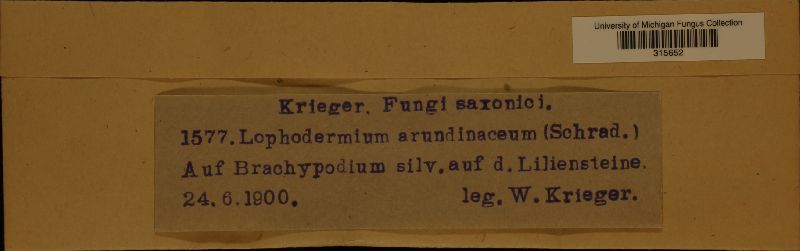 University of Michigan Fungus Collection
315652
Krieger, Fungi saxonici.
1577. Lophodermium arundinaceum (Schrad.)
Auf Brachypodium silv. auf d. Liliensteine.
24. 6. 1900. leg. W. Krieger.